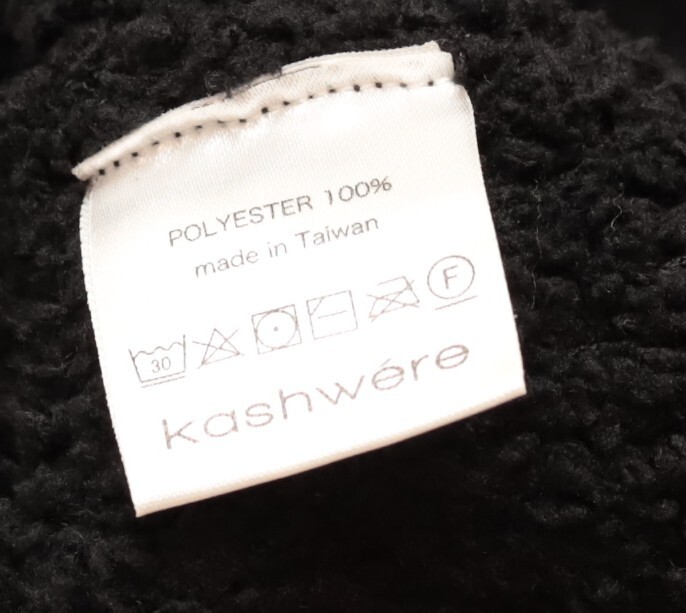 POLYESTER 100%
made in Taiwan
30 F
kashwére